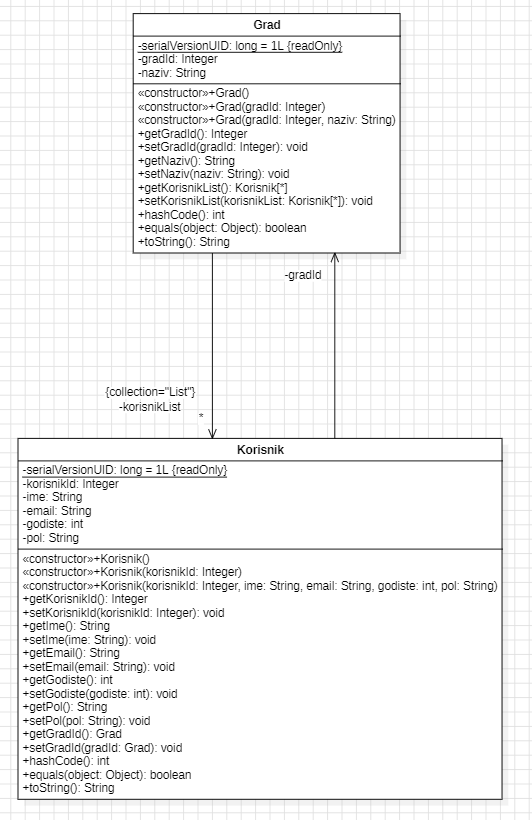 Grad
-serialVersionUID: long = 1L {readOnly}
-gradId: Integer
-naziv: String
«constructor»+Grad()
«constructor»+Grad(gradId: Integer)
«constructor»+Grad(gradId: Integer, naziv: String)
+getGradId(): Integer
+setGradId(gradId: Integer): void
+getNaziv(): String
+setNaziv(naziv: String): void
+getKorisnikList(): Korisnik[*]
+setKorisnikList(korisnikList: Korisnik[*]): void
+hashCode(): int
+equals(object: Object): boolean
+toString(): String
-gradId
{collection="List"}
-korisnikList
*
Korisnik
-serialVersionUID: long = 1L {readOnly}
-korisnikId: Integer
-ime: String
-email: String
-godiste: int
-pol: String
«constructor»+Korisnik()
«constructor»+Korisnik(korisnikId: Integer)
«constructor»+Korisnik(korisnikId: Integer, ime: String, email: String, godiste: int, pol: String)
+getKorisnikId(): Integer
+setKorisnikId(korisnikId: Integer): void
+getIme(): String
+setIme(ime: String): void
+getEmail(): String
+setEmail(email: String): void
+getGodiste(): int
+setGodiste(godiste: int): void
+getPol(): String
+setPol(pol: String): void
+getGradId(): Grad
+setGradId(gradId: Grad): void
+hashCode(): int
+equals(object: Object): boolean
+toString(): String